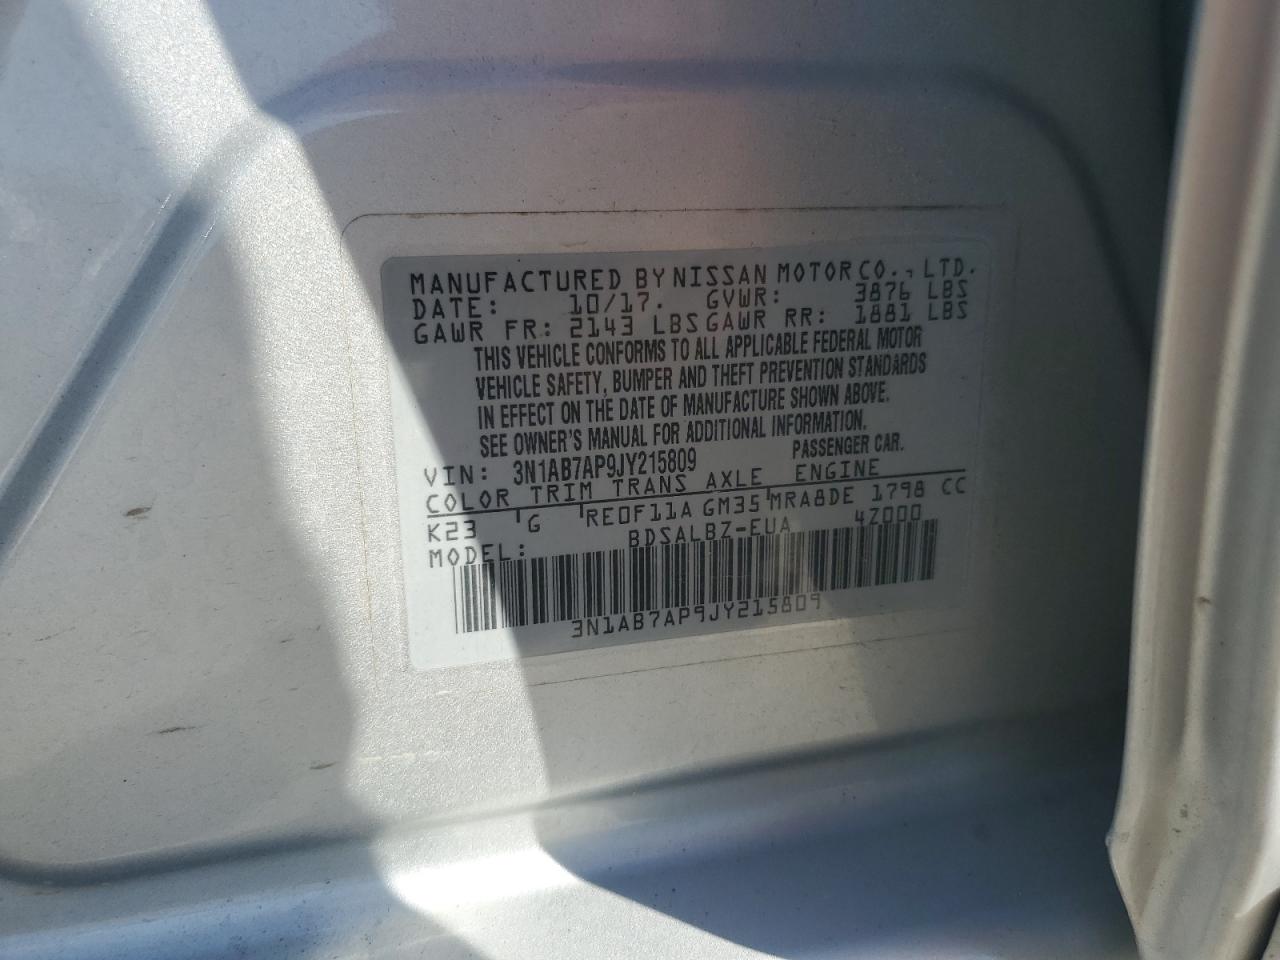 MANUFACTURED BY NISSAN MOTOR CO., LTD.
DATE: 10/17. GVWR: 3876 LBS
GAWR FR: 2143 LBS GAWR RR: 1881 LBS
THIS VEHICLE CONFORMS TO ALL APPLICABLE FEDERAL MOTOR
VEHICLE SAFETY, BUMPER AND THEFT PREVENTION STANDARDS
IN EFFECT ON THE DATE OF MANUFACTURE SHOWN ABOVE.
SEE OWNER'S MANUAL FOR ADDITIONAL INFORMATION.
VIN: 3N1AB7AP9JY215809 PASSENGER CAR.
COLOR TRIM TRANS AXLE ENGINE
K23 G RE0F11A GM35 MRA8DE 1798 CC
MODEL: BDSALBZ-EUA 4Z000
3N1AB7AP9JY215809